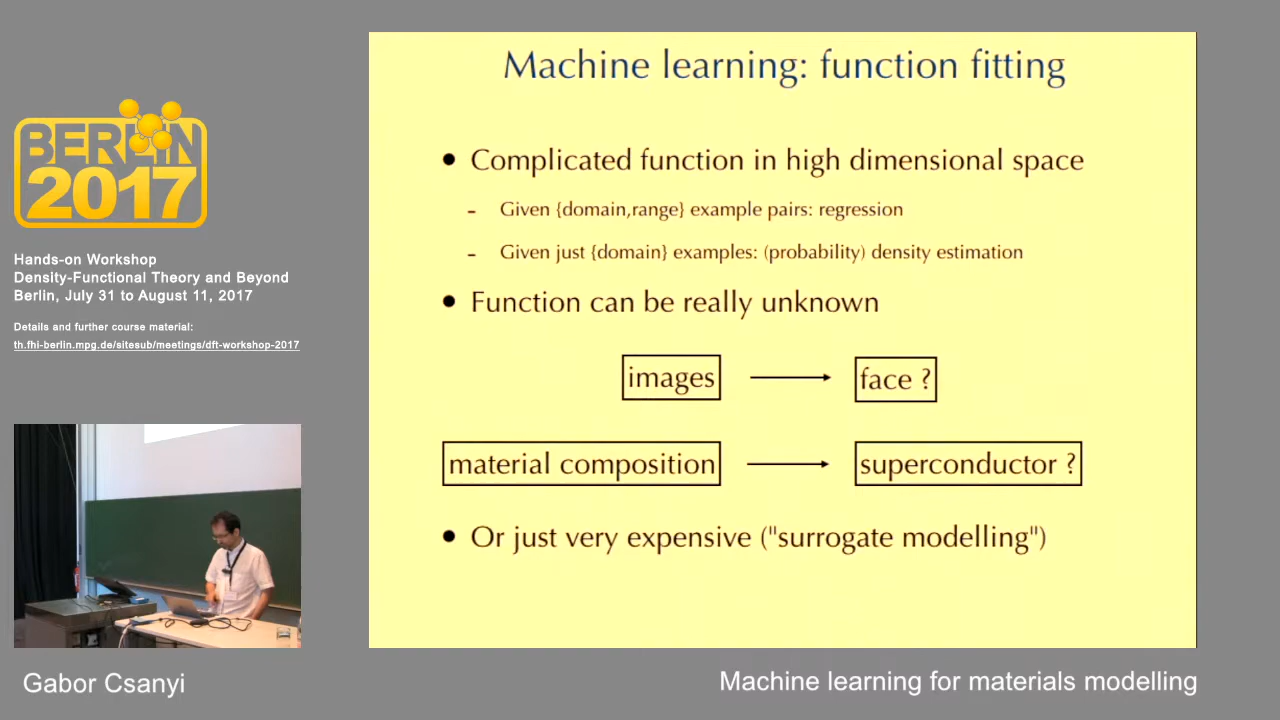 Machine learning: function fitting
• Complicated function in high dimensional space
- Given {domain,range} example pairs: regression
- Given just {domain} examples: (probability) density estimation
• Function can be really unknown
images
face ?
material composition
superconductor ?
• Or just very expensive ("surrogate modelling")
BERLIN
2017
Hands-on Workshop
Density-Functional Theory and Beyond
Berlin, July 31 to August 11, 2017
Details and further course material:
th.fhi-berlin.mpg.de/sitesub/meetings/dft-workshop-2017
Gabor Csanyi
Machine learning for materials modelling